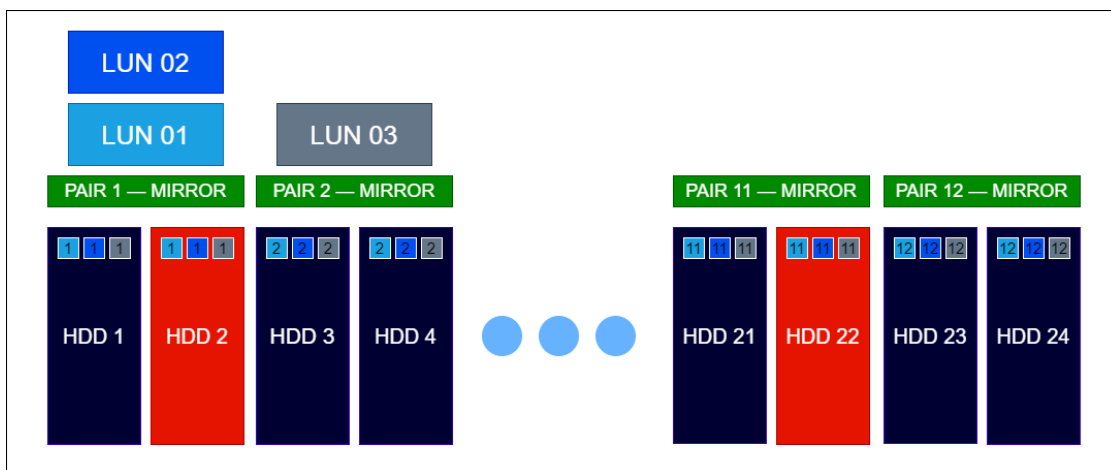 LUN 02
LUN 01
LUN 03
PAIR 1 — MIRROR
PAIR 2 — MIRROR
PAIR 11 — MIRROR
PAIR 12 — MIRROR
1 1 1
1 1 1
2 2 2
2 2 2
11 11 11
11 11 11
12 12 12
12 12 12
HDD 1
HDD 2
HDD 3
HDD 4
HDD 21
HDD 22
HDD 23
HDD 24